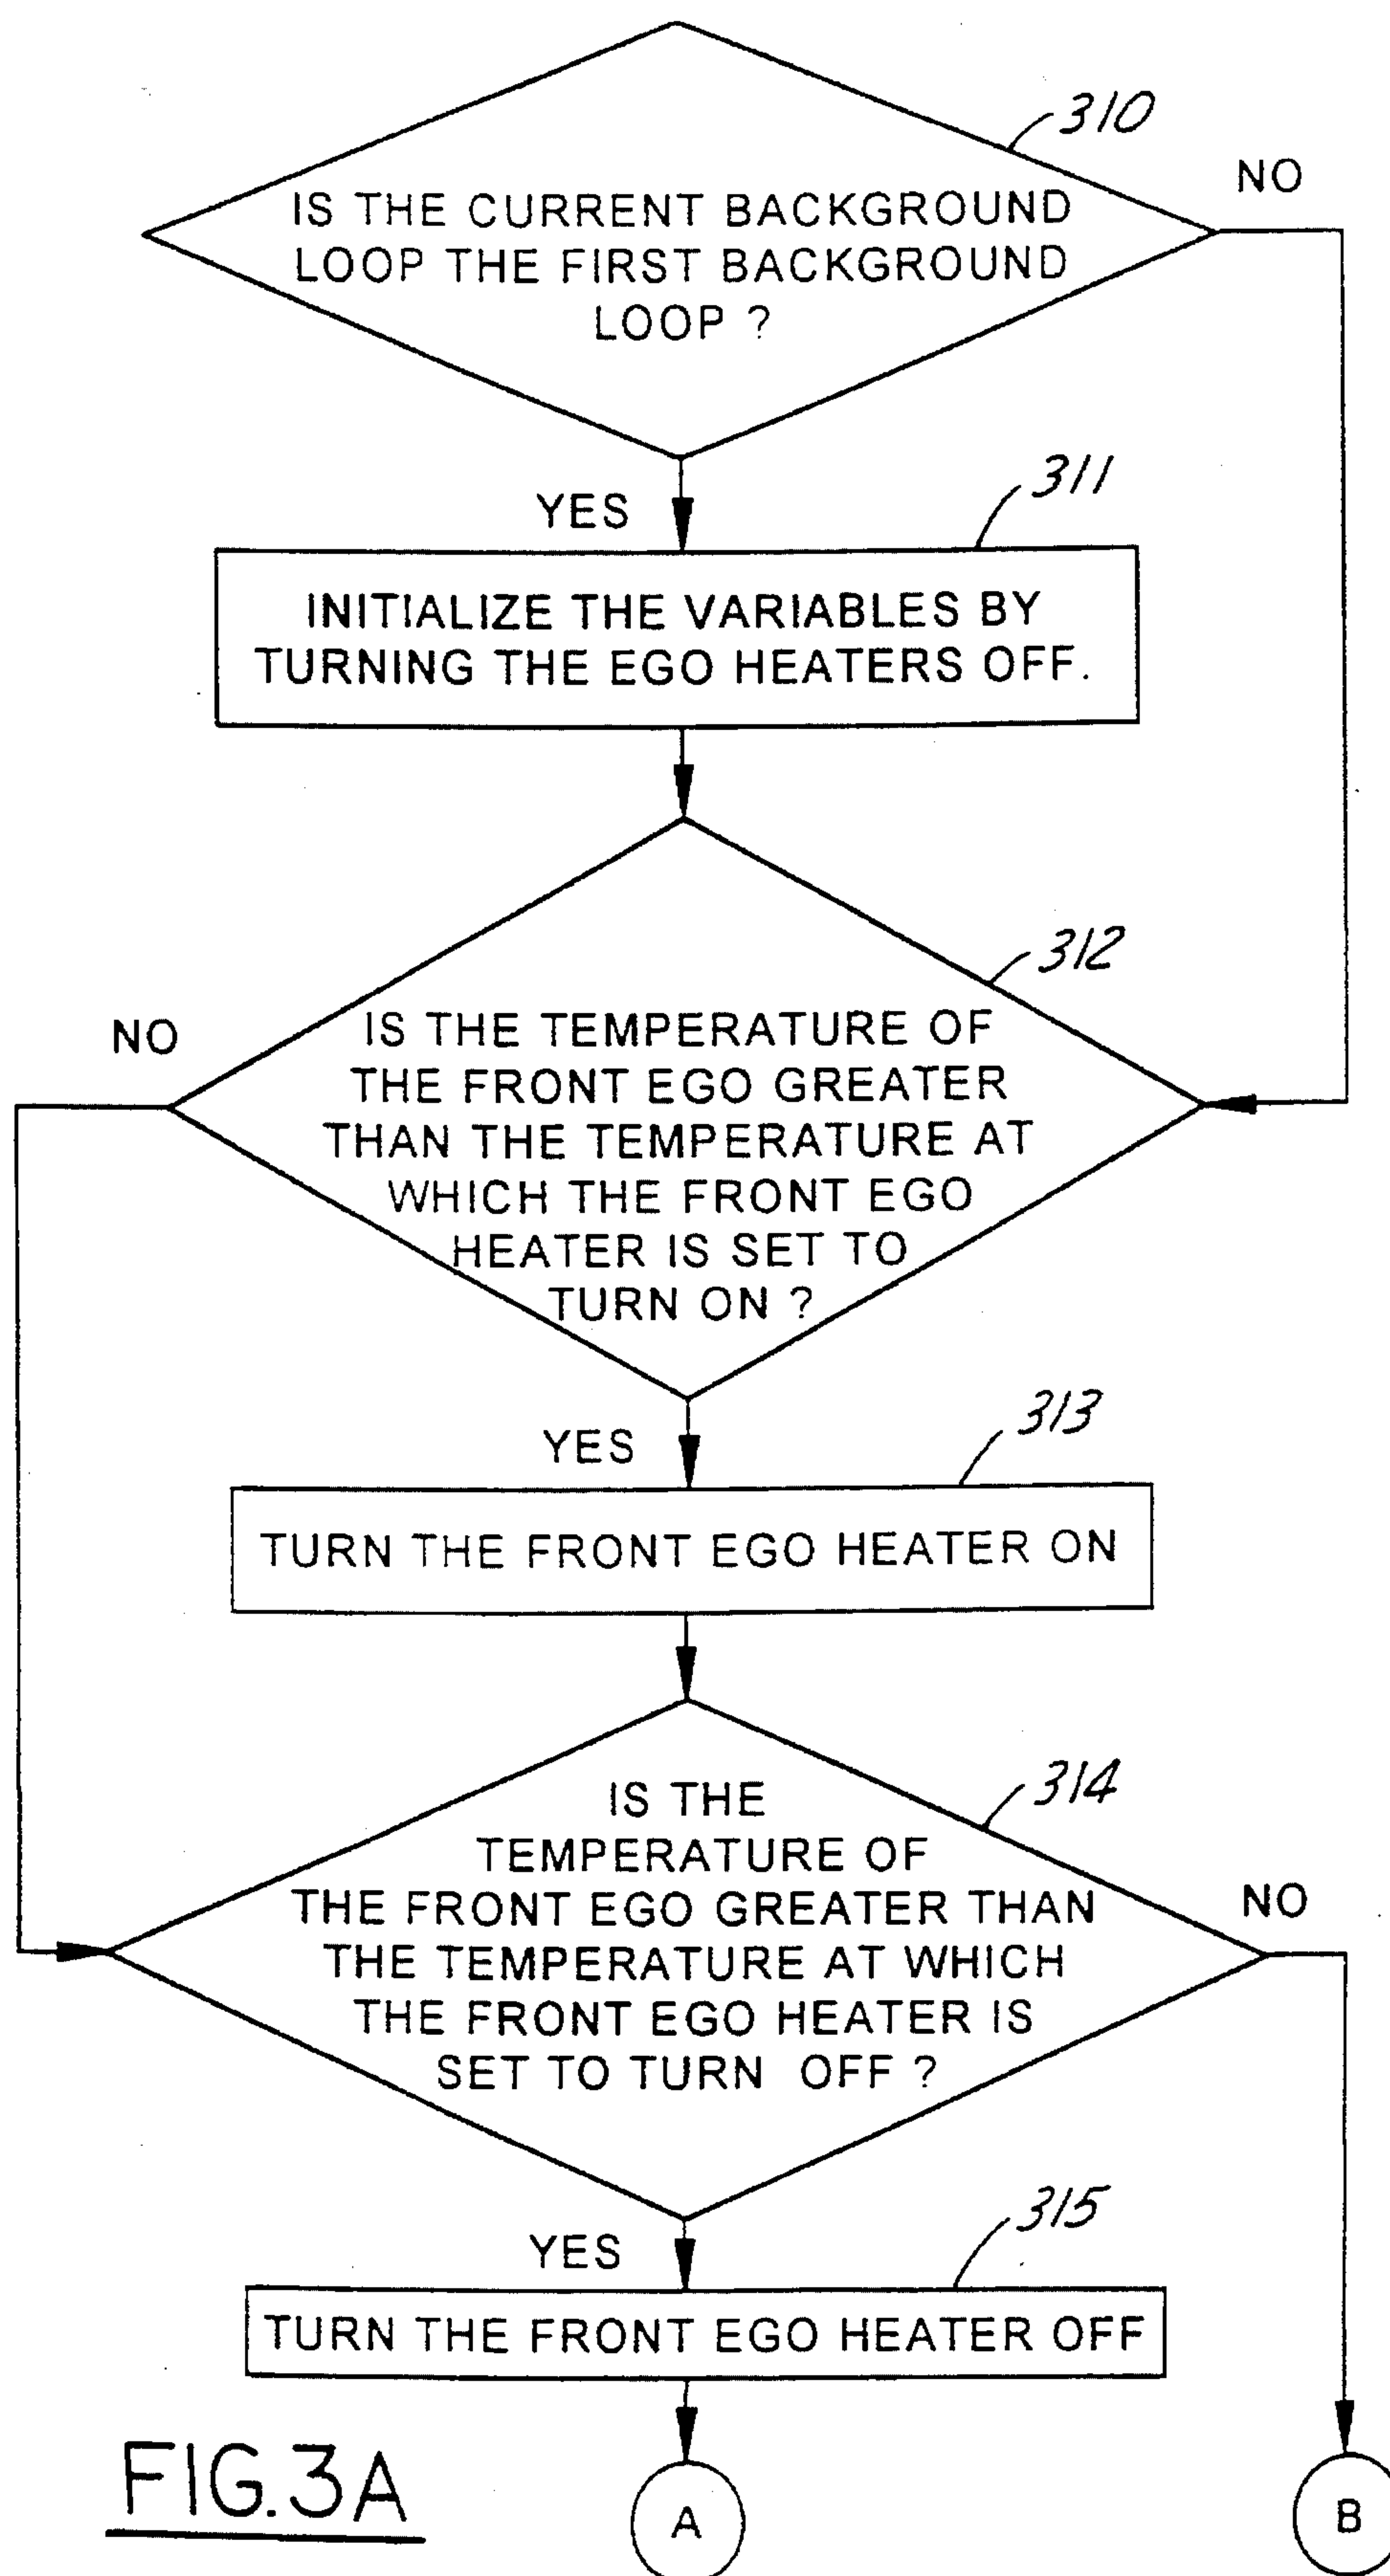 310
NO
IS THE CURRENT BACKGROUND
LOOP THE FIRST BACKGROUND
LOOP ?
YES
311
INITIALIZE THE VARIABLES BY
TURNING THE EGO HEATERS OFF.
312
NO
IS THE TEMPERATURE OF
THE FRONT EGO GREATER
THAN THE TEMPERATURE AT
WHICH THE FRONT EGO
HEATER IS SET TO
TURN ON ?
YES
313
TURN THE FRONT EGO HEATER ON
314
IS THE
TEMPERATURE OF
THE FRONT EGO GREATER THAN
THE TEMPERATURE AT WHICH
THE FRONT EGO HEATER IS
SET TO TURN OFF ?
NO
YES
315
TURN THE FRONT EGO HEATER OFF
FIG.3A
A
B